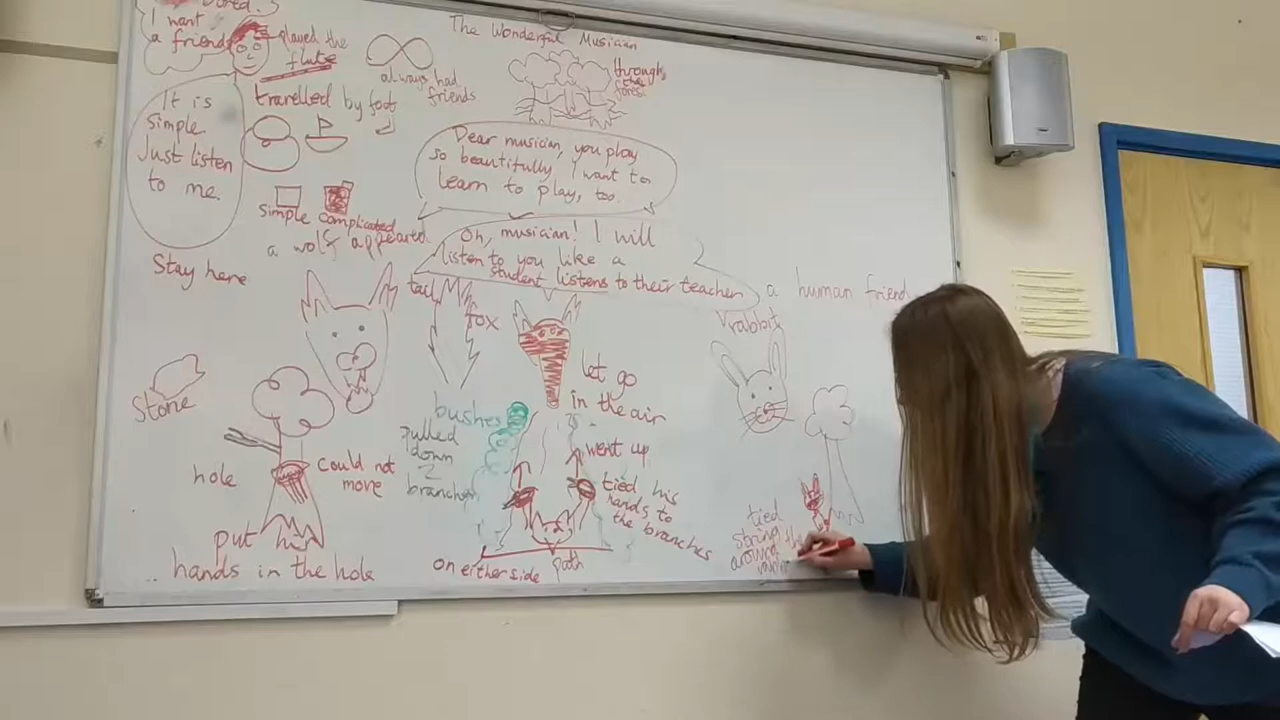 bored.
I want
a friend
played the
flute
always had
friends
The Wonderful Musician
through
the
forest
It is
simple.
Just listen
to me.
travelled by foot
simple complicated
a wolf appeared.
Stay here
Dear musician, you play
so beautifully. I want to
learn to play, too.
Oh, musician! I will
listen to you like a
student listens to their teacher
a human friend
tail
fox
rabbit
Stone
hole
could not
move
put his
hands in the hole
bushes
pulled
down
2
branches
let go
in the air
went up
tied his
hands to
the branches
on either side
path
tied
string
around